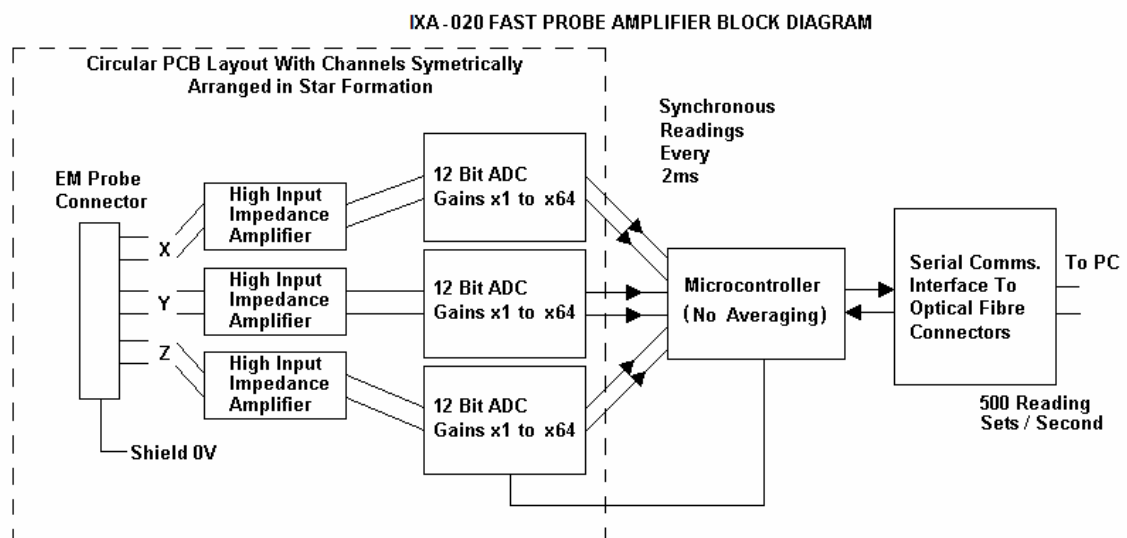 IXA-020 FAST PROBE AMPLIFIER BLOCK DIAGRAM
Circular PCB Layout With Channels Symetrically
Arranged in Star Formation
Synchronous
Readings
Every
2ms
EM Probe
Connector
X
Y
Z
Shield 0V
High Input
Impedance
Amplifier
High Input
Impedance
Amplifier
High Input
Impedance
Amplifier
12 Bit ADC
Gains x1 to x64
12 Bit ADC
Gains x1 to x64
12 Bit ADC
Gains x1 to x64
Microcontroller
(No Averaging)
Serial Comms.
Interface To
Optical Fibre
Connectors
To PC
500 Reading
Sets / Second